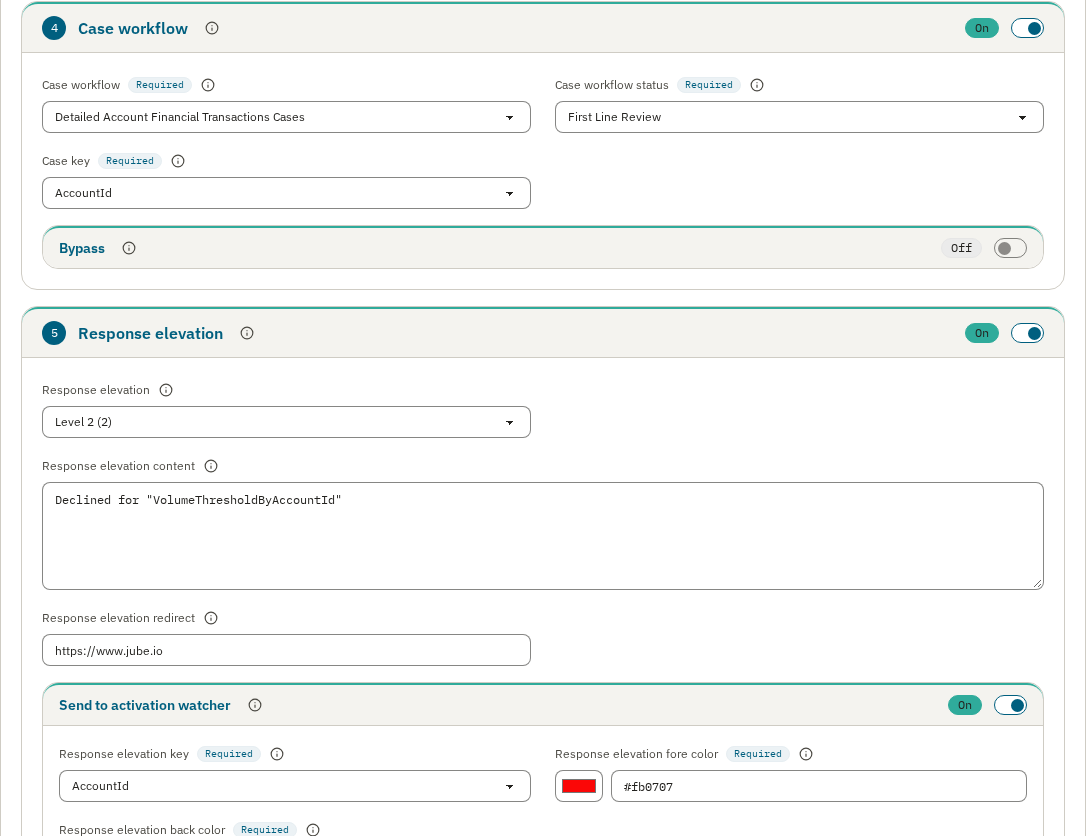 4 Case workflow On
Case workflow Required
Detailed Account Financial Transactions Cases
Case workflow status Required
First Line Review
Case key Required
AccountId
Bypass Off
5 Response elevation On
Response elevation
Level 2 (2)
Response elevation content
Declined for "VolumeThresholdByAccountId"
Response elevation redirect
https://www.jube.io
Send to activation watcher On
Response elevation key Required
AccountId
Response elevation fore color Required
#fb0707
Response elevation back color Required